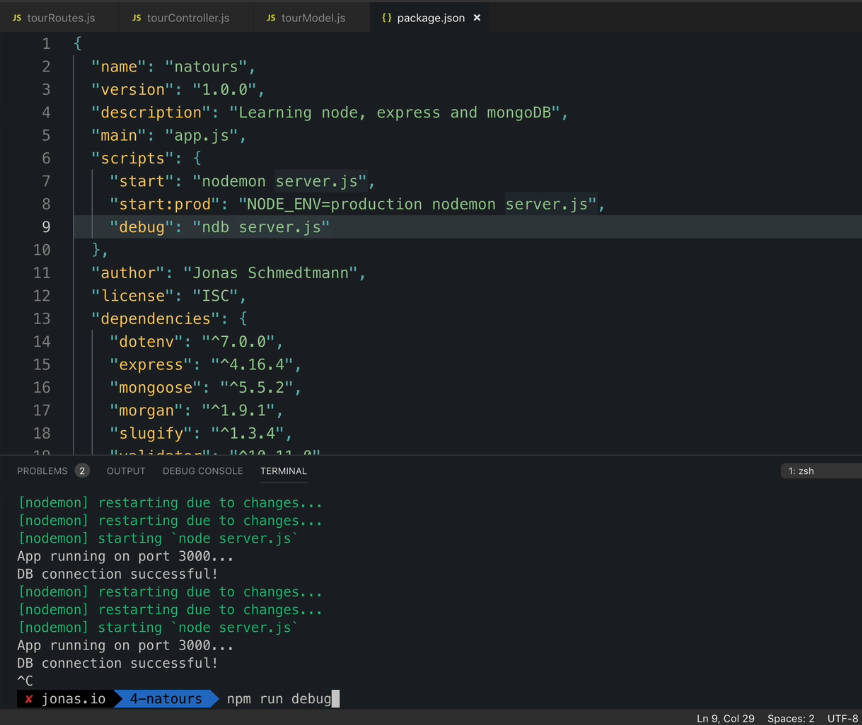 JS tourRoutes.js JS tourController.js JS tourModel.js {} package.json ×
1 {
2 "name": "natours",
3 "version": "1.0.0",
4 "description": "Learning node, express and mongoDB",
5 "main": "app.js",
6 "scripts": {
7 "start": "nodemon server.js",
8 "start:prod": "NODE_ENV=production nodemon server.js",
9 "debug": "ndb server.js"
10 },
11 "author": "Jonas Schmedtmann",
12 "license": "ISC",
13 "dependencies": {
14 "dotenv": "^7.0.0",
15 "express": "^4.16.4",
16 "mongoose": "^5.5.2",
17 "morgan": "^1.9.1",
18 "slugify": "^1.3.4",
19 "validator": "^10.11.0"
PROBLEMS 2 OUTPUT DEBUG CONSOLE TERMINAL 1: zsh
[nodemon] restarting due to changes...
[nodemon] restarting due to changes...
[nodemon] starting `node server.js`
App running on port 3000...
DB connection successful!
[nodemon] restarting due to changes...
[nodemon] restarting due to changes...
[nodemon] starting `node server.js`
App running on port 3000...
DB connection successful!
^C
✘ jonas.io 4-natours npm run debug
Ln 9, Col 29 Spaces: 2 UTF-8